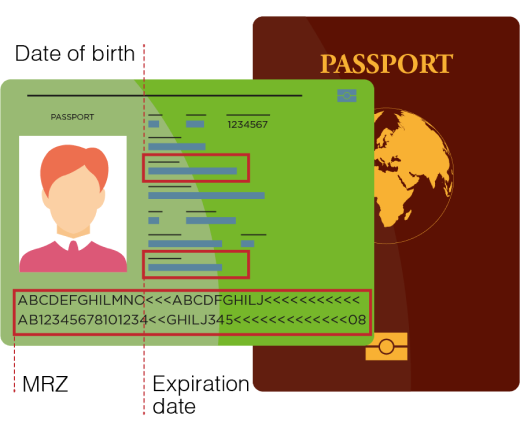 Date of birth
PASSPORT
PASSPORT
1234567
ABCDEFGHILMNO<<<ABCDFGHILJ<<<<<<<<<<<
AB12345678101234<<GHILJ345<<<<<<<<<<<<<08
MRZ
Expiration
date